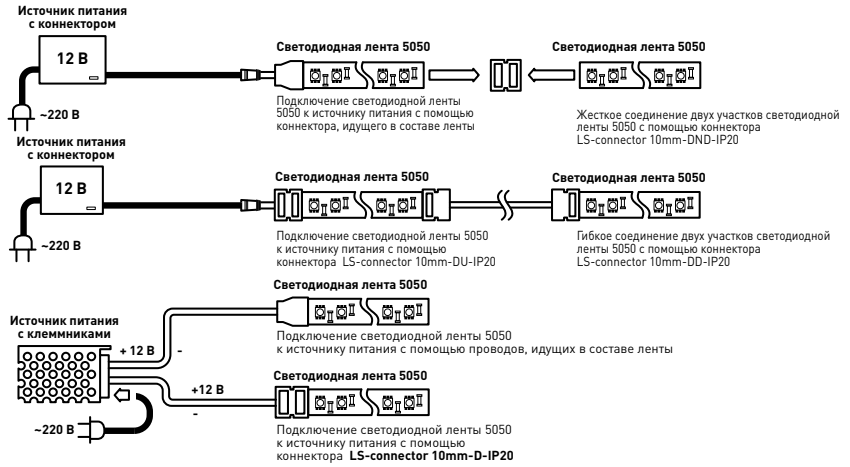 Источник питания
с коннектором
12 В
~220 В
Светодиодная лента 5050
Светодиодная лента 5050
Подключение светодиодной ленты
5050 к источнику питания с помощью
коннектора, идущего в составе ленты
Жесткое соединение двух участков светодиодной
ленты 5050 с помощью коннектора
LS-connector 10mm-DND-IP20
Источник питания
с коннектором
12 В
~220 В
Светодиодная лента 5050
Светодиодная лента 5050
Подключение светодиодной ленты 5050
к источнику питания с помощью
коннектора LS-connector 10mm-DU-IP20
Гибкое соединение двух участков светодиодной
ленты 5050 с помощью коннектора
LS-connector 10mm-DD-IP20
Источник питания
с клеммниками
+ 12 В
-
+12 В
-
~220 В
Светодиодная лента 5050
Подключение светодиодной ленты 5050
к источнику питания с помощью проводов, идущих в составе ленты
Светодиодная лента 5050
Подключение светодиодной ленты 5050
к источнику питания с помощью
коннектора LS-connector 10mm-D-IP20